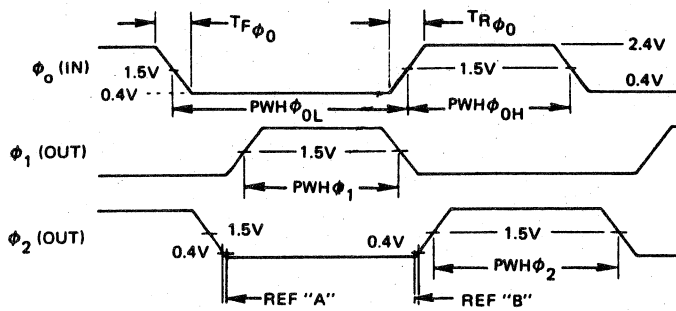 TFϕ0 TRϕ0
2.4V
ϕo (IN) 1.5V 1.5V
0.4V 0.4V
PWHϕ0L PWHϕ0H
ϕ1 (OUT) 1.5V
PWHϕ1
ϕ2 (OUT) 1.5V 1.5V
0.4V 0.4V
PWHϕ2
REF "A" REF "B"